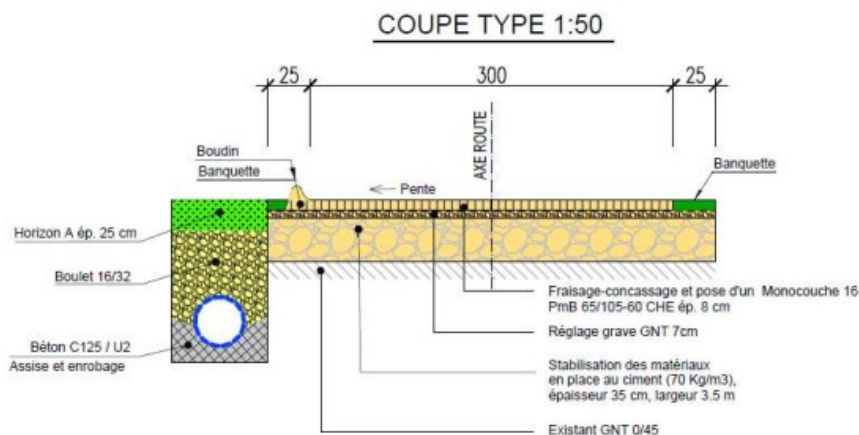 COUPE TYPE 1:50
25
300
25
Boudin
Banquette
Pente
AXE ROUTE
Banquette
Horizon A ép. 25 cm
Boulet 16/32
Béton C125 / U2
Assise et enrobage
Fraisage-concassage et pose d'un Monocouche 16
PmB 65/105-60 CHE ép. 8 cm
Réglage grave GNT 7cm
Stabilisation des matériaux
en place au ciment (70 Kg/m3),
épaisseur 35 cm, largeur 3.5 m
Existant GNT 0/45